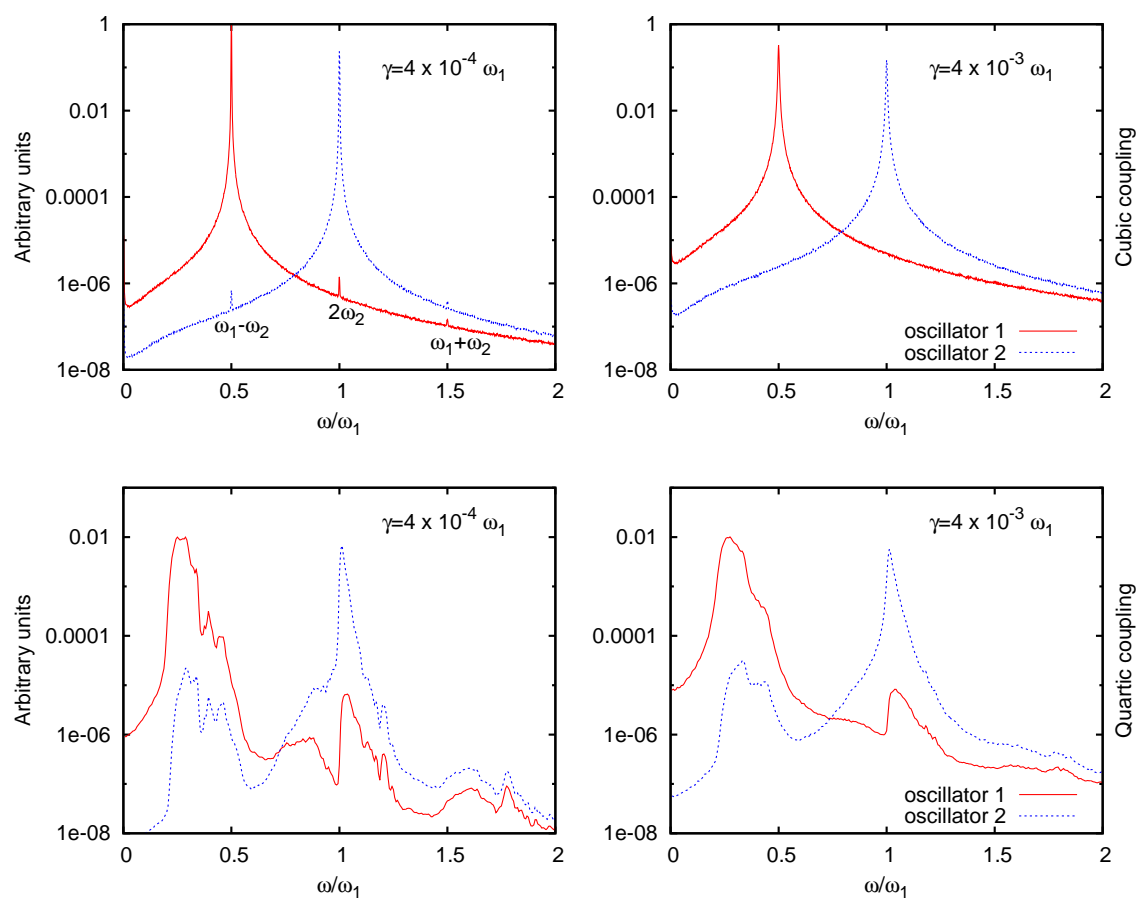 1
0.01
0.0001
1e-06
1e-08
0
0.5
1
1.5
2
ω/ω1
Arbitrary units
γ=4 x 10-4 ω1
ω1-ω2
2ω2
ω1+ω2
1
0.01
0.0001
1e-06
1e-08
0
0.5
1
1.5
2
ω/ω1
Cubic coupling
γ=4 x 10-3 ω1
oscillator 1
oscillator 2
0.01
0.0001
1e-06
1e-08
0
0.5
1
1.5
2
ω/ω1
Arbitrary units
γ=4 x 10-4 ω1
0.01
0.0001
1e-06
1e-08
0
0.5
1
1.5
2
ω/ω1
Quartic coupling
γ=4 x 10-3 ω1
oscillator 1
oscillator 2